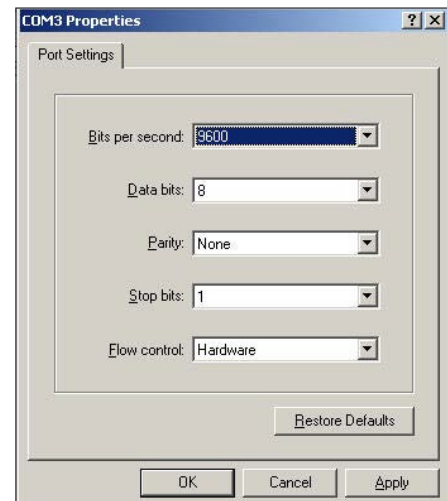 COM3 Properties
Port Settings
Bits per second: 9600
Data bits: 8
Parity: None
Stop bits: 1
Flow control: Hardware
Restore Defaults
OK Cancel Apply